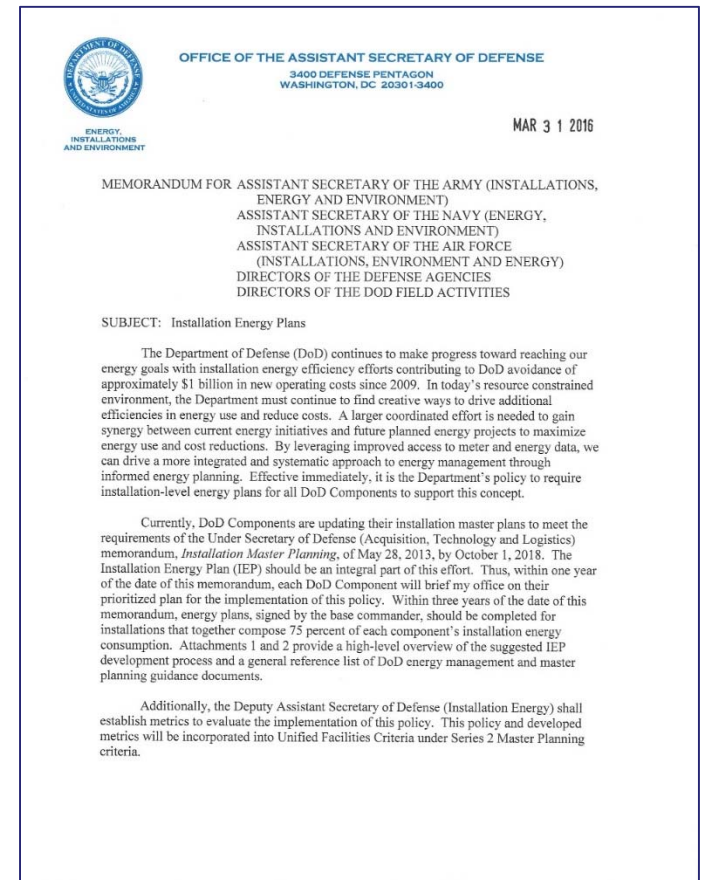 OFFICE OF THE ASSISTANT SECRETARY OF DEFENSE
3400 DEFENSE PENTAGON
WASHINGTON, DC 20301-3400
DEPARTMENT OF DEFENSE
UNITED STATES OF AMERICA
ENERGY,
INSTALLATIONS
AND ENVIRONMENT
MAR 3 1 2016
MEMORANDUM FOR ASSISTANT SECRETARY OF THE ARMY (INSTALLATIONS,
ENERGY AND ENVIRONMENT)
ASSISTANT SECRETARY OF THE NAVY (ENERGY,
INSTALLATIONS AND ENVIRONMENT)
ASSISTANT SECRETARY OF THE AIR FORCE
(INSTALLATIONS, ENVIRONMENT AND ENERGY)
DIRECTORS OF THE DEFENSE AGENCIES
DIRECTORS OF THE DOD FIELD ACTIVITIES
SUBJECT: Installation Energy Plans
The Department of Defense (DoD) continues to make progress toward reaching our
energy goals with installation energy efficiency efforts contributing to DoD avoidance of
approximately $1 billion in new operating costs since 2009. In today's resource constrained
environment, the Department must continue to find creative ways to drive additional
efficiencies in energy use and reduce costs. A larger coordinated effort is needed to gain
synergy between current energy initiatives and future planned energy projects to maximize
energy use and cost reductions. By leveraging improved access to meter and energy data, we
can drive a more integrated and systematic approach to energy management through
informed energy planning. Effective immediately, it is the Department's policy to require
installation-level energy plans for all DoD Components to support this concept.
Currently, DoD Components are updating their installation master plans to meet the
requirements of the Under Secretary of Defense (Acquisition, Technology and Logistics)
memorandum, Installation Master Planning, of May 28, 2013, by October 1, 2018. The
Installation Energy Plan (IEP) should be an integral part of this effort. Thus, within one year
of the date of this memorandum, each DoD Component will brief my office on their
prioritized plan for the implementation of this policy. Within three years of the date of this
memorandum, energy plans, signed by the base commander, should be completed for
installations that together compose 75 percent of each component's installation energy
consumption. Attachments 1 and 2 provide a high-level overview of the suggested IEP
development process and a general reference list of DoD energy management and master
planning guidance documents.
Additionally, the Deputy Assistant Secretary of Defense (Installation Energy) shall
establish metrics to evaluate the implementation of this policy. This policy and developed
metrics will be incorporated into Unified Facilities Criteria under Series 2 Master Planning
criteria.